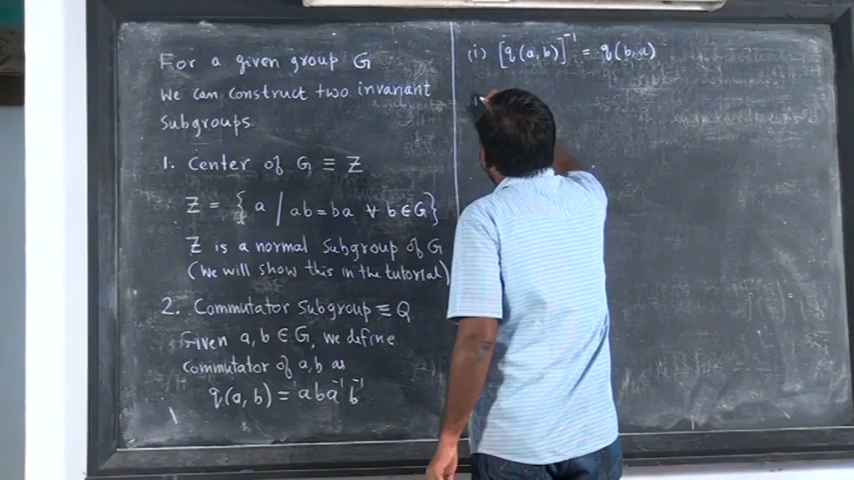 For a given group G
We can construct two invariant
Subgroups.
1. Center of G ≡ Z
Z = { a / ab = ba ∀ b ∈ G }
Z is a normal Subgroup of G
(We will show this in the tutorial)
2. Commutator Subgroup ≡ Q
Given a, b ∈ G, we define
Commutator of a, b as
q(a, b) = a b a⁻¹ b⁻¹
(i) [q(a, b)]⁻¹ = q(b, a)